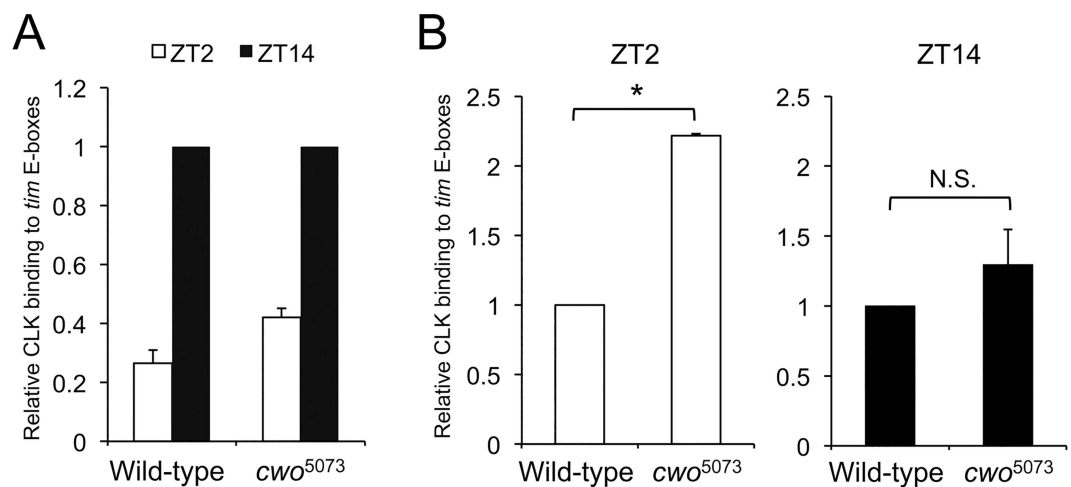 A
ZT2 ZT14
Relative CLK binding to tim E-boxes
1.2
1
0.8
0.6
0.4
0.2
0
Wild-type cwo5073
B
ZT2
Relative CLK binding to tim E-boxes
2.5
2
1.5
1
0.5
0
*
Wild-type cwo5073
ZT14
2.5
2
1.5
1
0.5
0
N.S.
Wild-type cwo5073